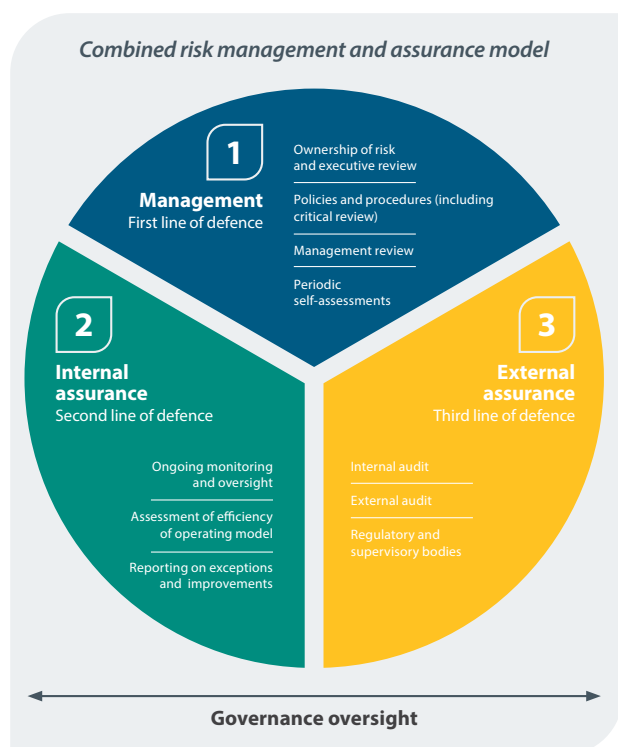 Combined risk management and assurance model
1
Management
First line of defence
Ownership of risk
and executive review
Policies and procedures (including
critical review)
Management review
Periodic
self-assessments
2
Internal
assurance
Second line of defence
Ongoing monitoring
and oversight
Assessment of efficiency
of operating model
Reporting on exceptions
and improvements
3
External
assurance
Third line of defence
Internal audit
External audit
Regulatory and
supervisory bodies
Governance oversight